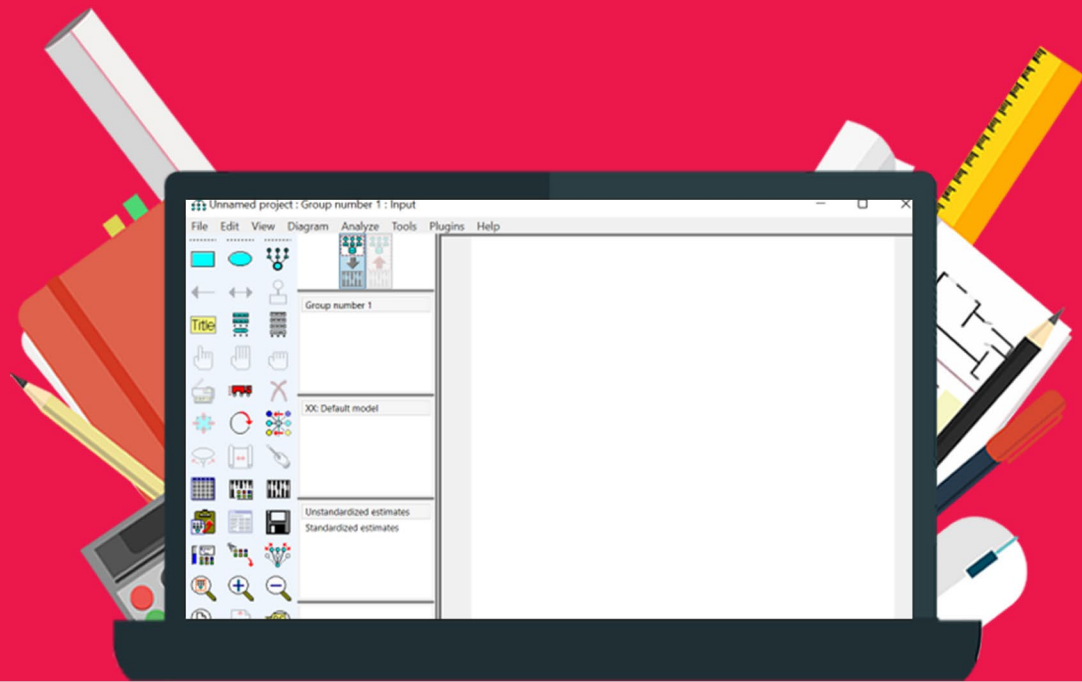 Unnamed project : Group number 1 : Input
File Edit View Diagram Analyze Tools Plugins Help
Group number 1
Title
XX: Default model
Unstandardized estimates
Standardized estimates